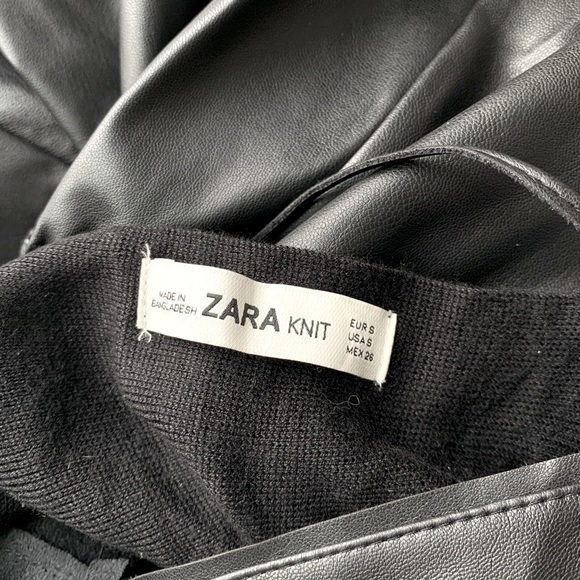 MADE IN
BANGLADESH
ZARA KNIT
EUR S
USA S
MEX 26